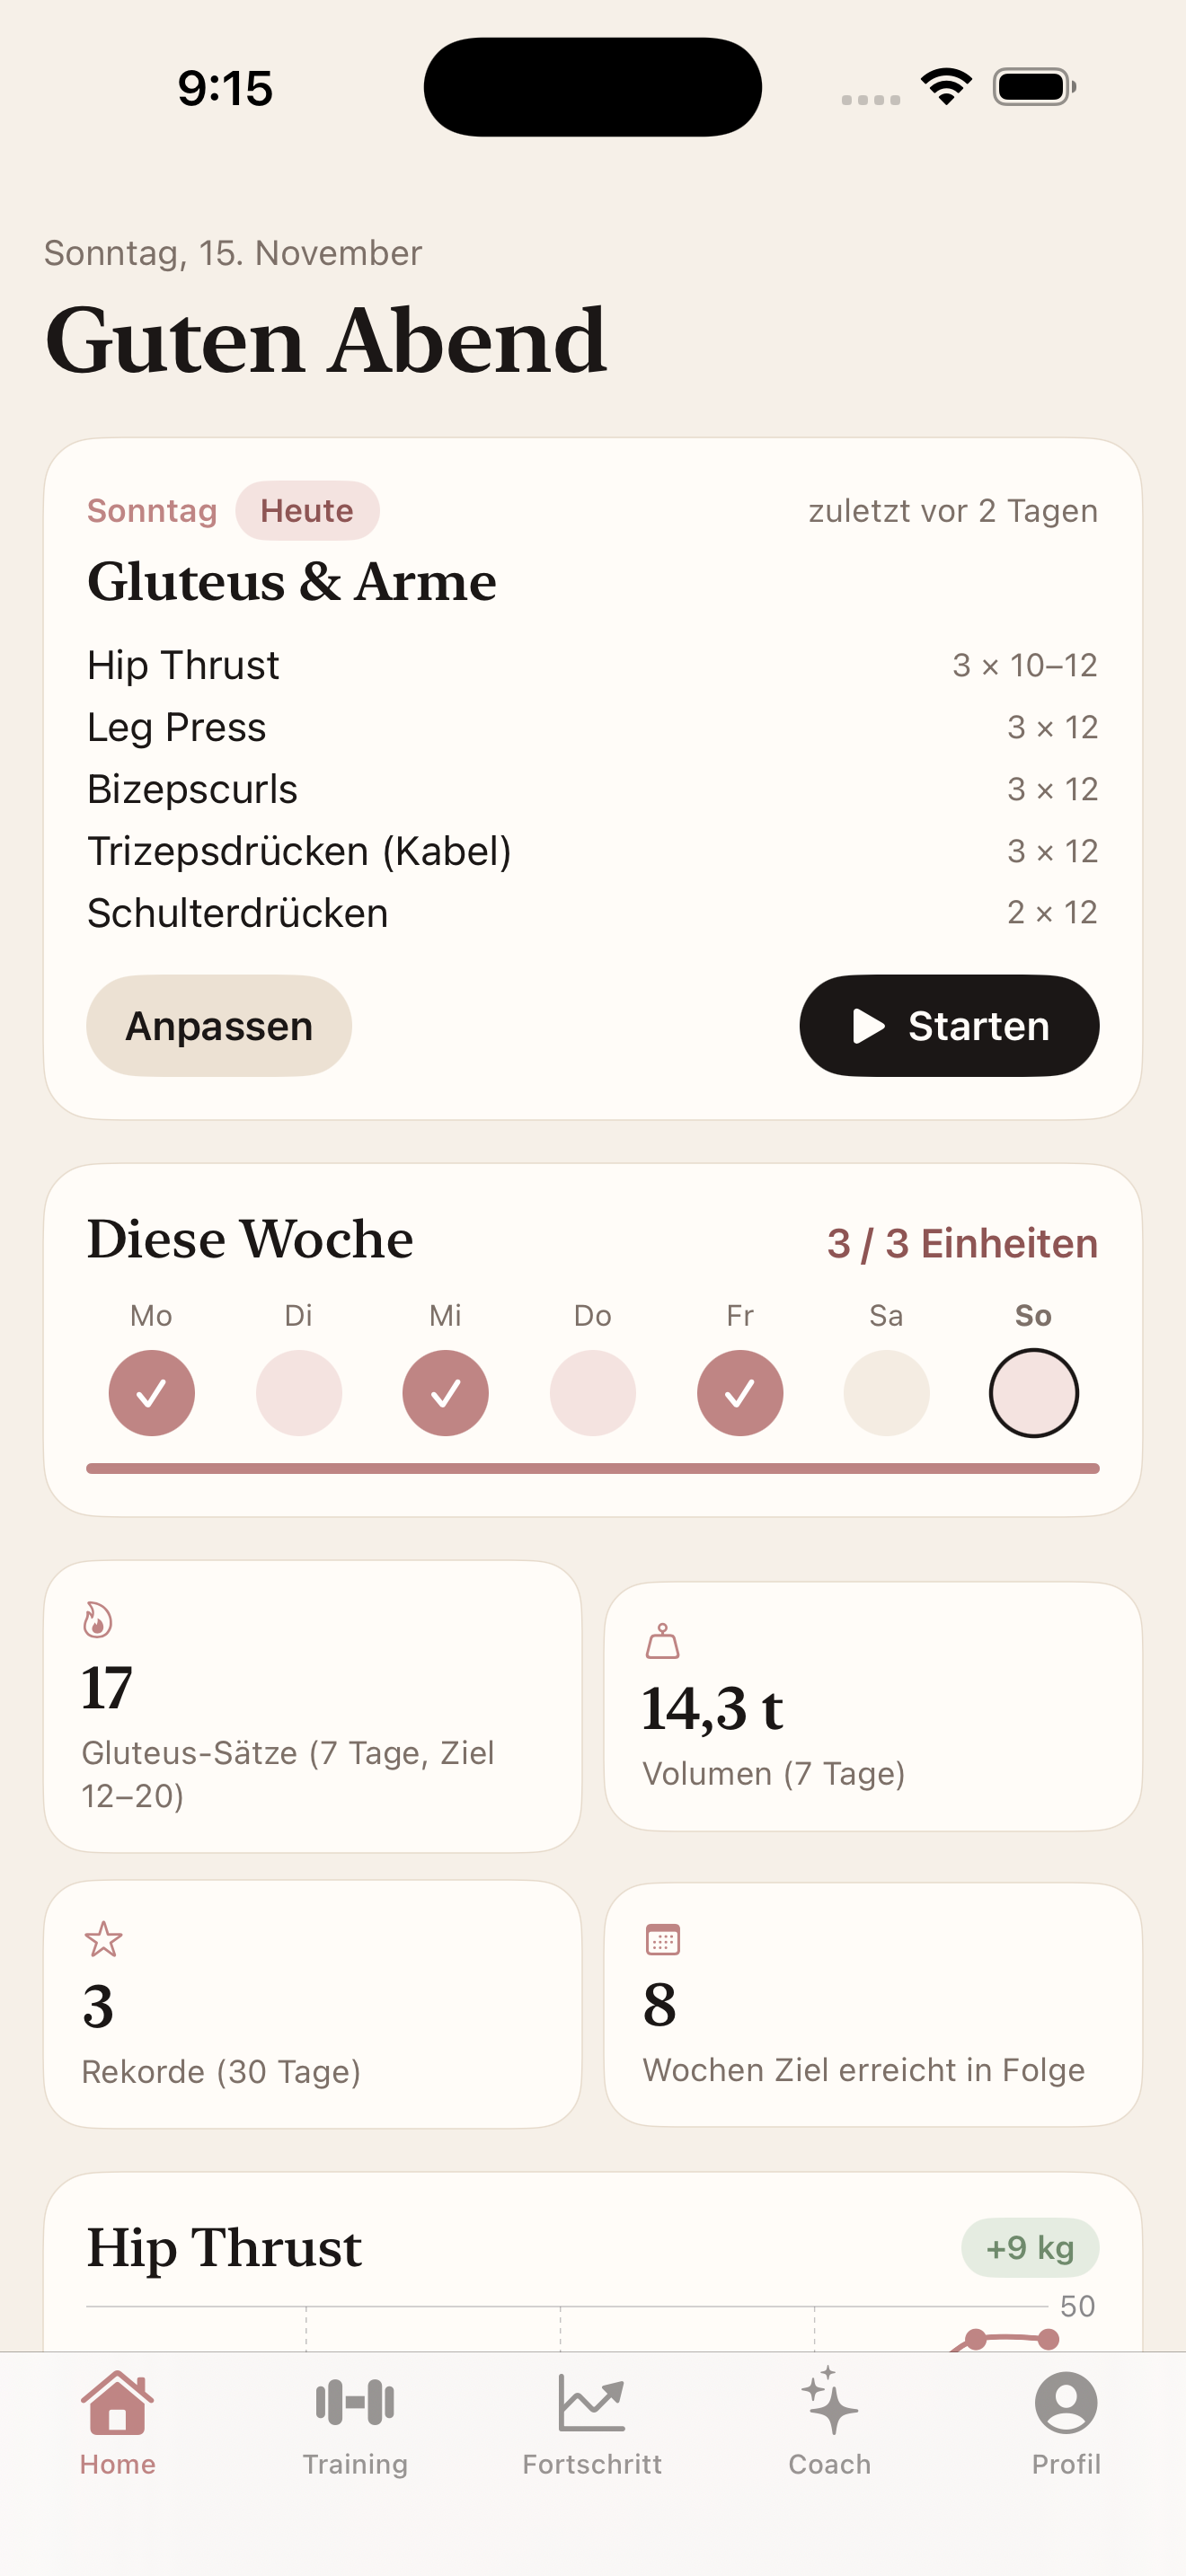 9:15
Sonntag, 15. November
Guten Abend
Sonntag Heute zuletzt vor 2 Tagen
Gluteus & Arme
Hip Thrust 3 × 10–12
Leg Press 3 × 12
Bizepscurls 3 × 12
Trizepsdrücken (Kabel) 3 × 12
Schulterdrücken 2 × 12
Anpassen Starten
Diese Woche 3 / 3 Einheiten
Mo Di Mi Do Fr Sa So
17
Gluteus-Sätze (7 Tage, Ziel
12–20)
14,3 t
Volumen (7 Tage)
3
Rekorde (30 Tage)
8
Wochen Ziel erreicht in Folge
Hip Thrust +9 kg
50
Home Training Fortschritt Coach Profil